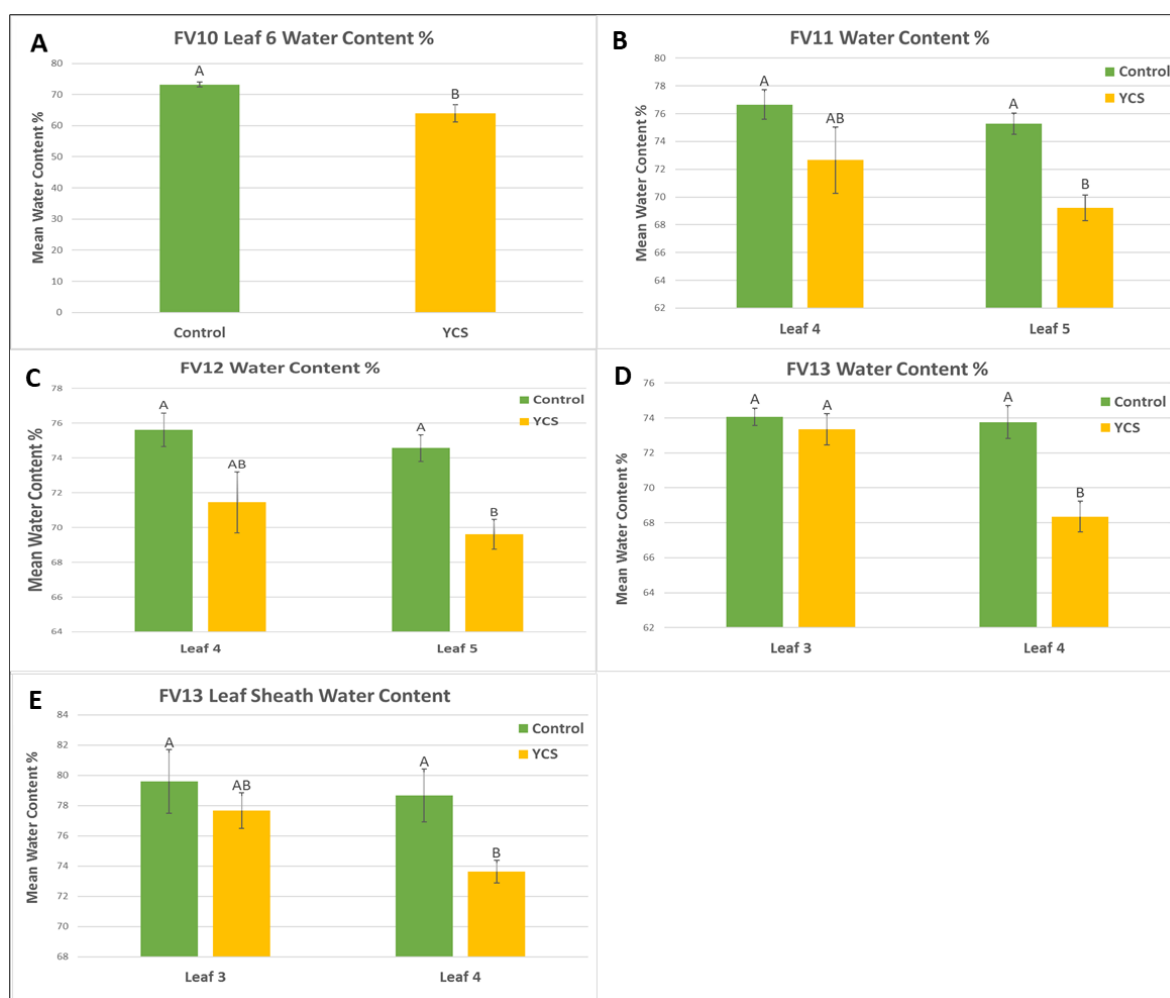 A
FV10 Leaf 6 Water Content %
Mean Water Content %
80
70
60
50
40
30
20
10
0
A
B
Control
YCS
B
FV11 Water Content %
Control
YCS
Mean Water Content %
80
78
76
74
72
70
68
66
64
62
A
AB
A
B
Leaf 4
Leaf 5
C
FV12 Water Content %
Control
YCS
Mean Water Content %
78
76
74
72
70
68
66
64
A
AB
A
B
Leaf 4
Leaf 5
D
FV13 Water Content %
Control
YCS
Mean Water Content %
76
74
72
70
68
66
64
62
A
A
A
B
Leaf 3
Leaf 4
E
FV13 Leaf Sheath Water Content
Control
YCS
Mean Water Content %
84
82
80
78
76
74
72
70
68
A
AB
A
B
Leaf 3
Leaf 4